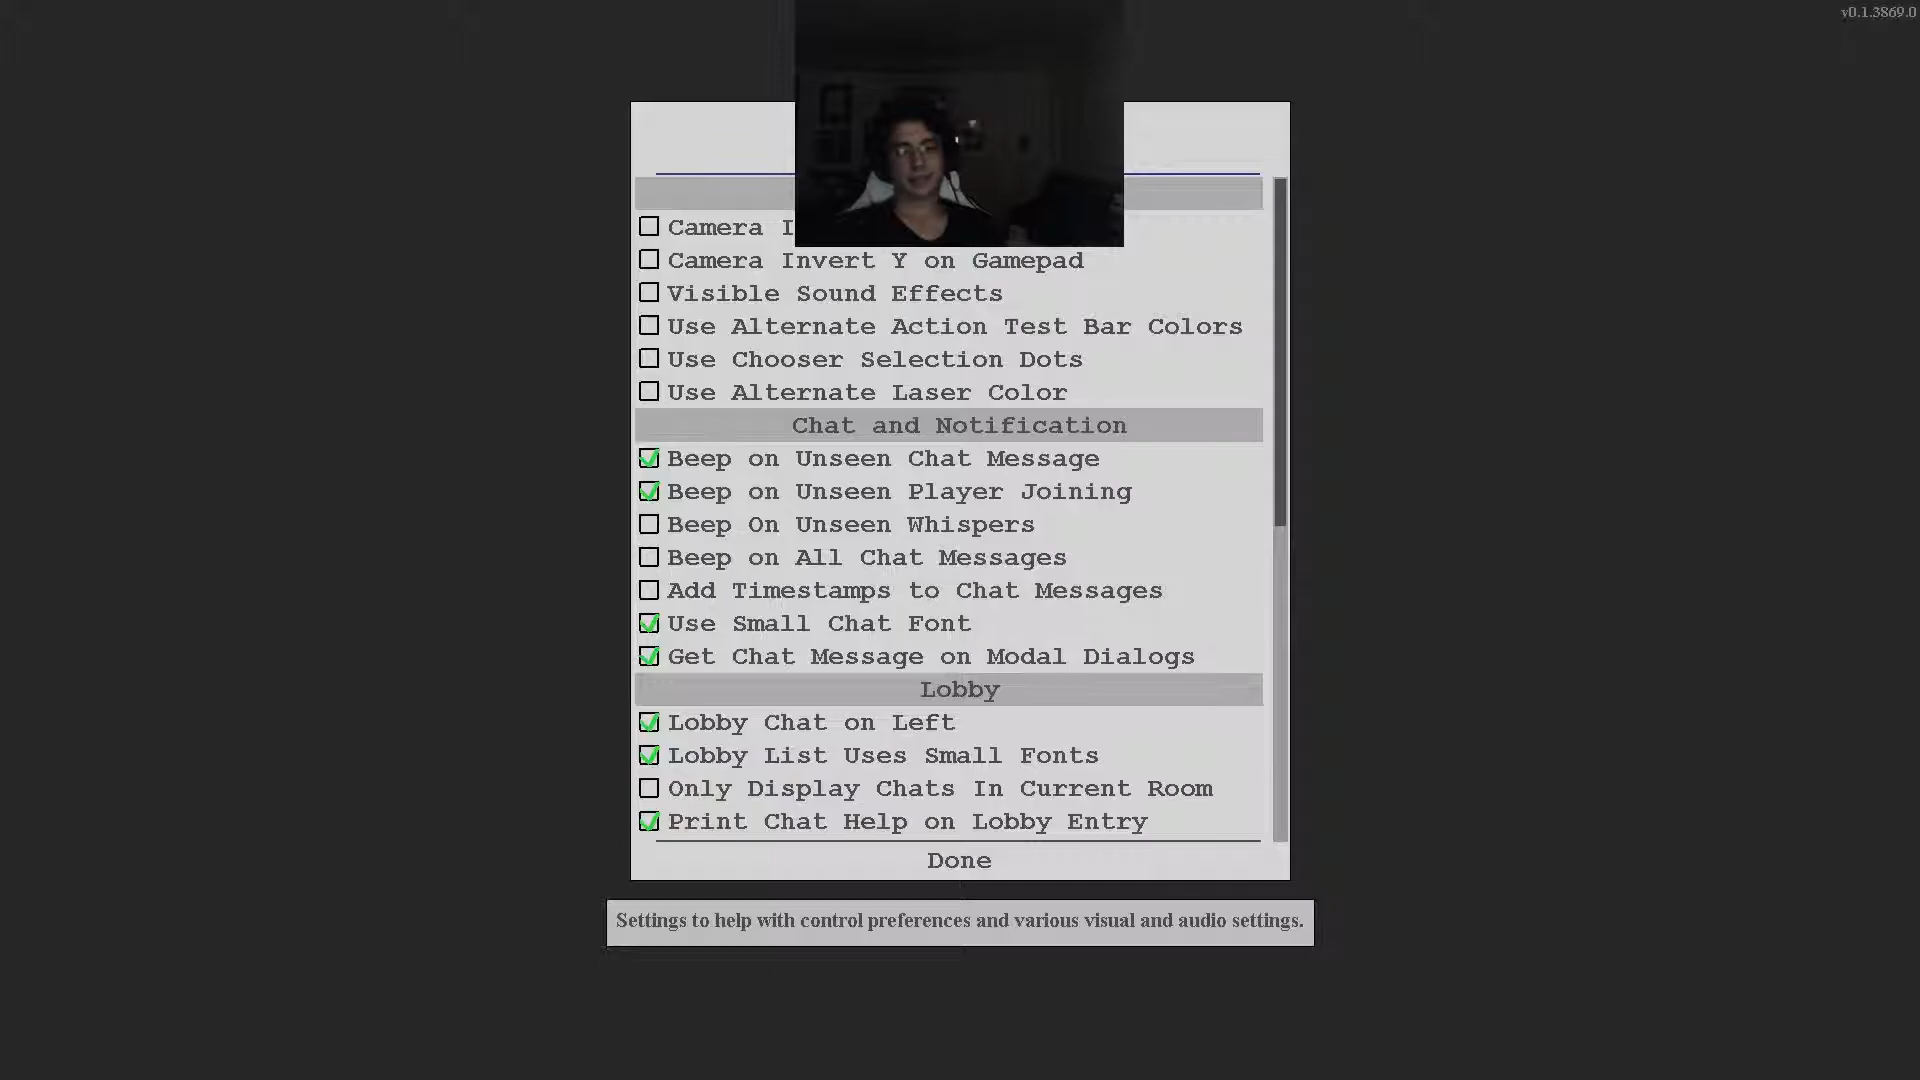 v0.1.3869.0
Camera I
Camera Invert Y on Gamepad
Visible Sound Effects
Use Alternate Action Test Bar Colors
Use Chooser Selection Dots
Use Alternate Laser Color
Chat and Notification
Beep on Unseen Chat Message
Beep on Unseen Player Joining
Beep On Unseen Whispers
Beep on All Chat Messages
Add Timestamps to Chat Messages
Use Small Chat Font
Get Chat Message on Modal Dialogs
Lobby
Lobby Chat on Left
Lobby List Uses Small Fonts
Only Display Chats In Current Room
Print Chat Help on Lobby Entry
Done
Settings to help with control preferences and various visual and audio settings.